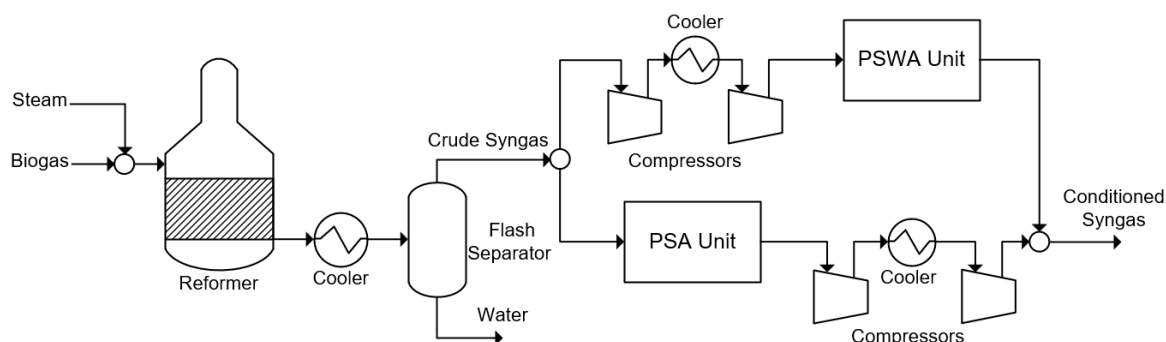 Cooler
PSWA Unit
Steam
Crude Syngas
Biogas
Compressors
Conditioned
Syngas
Flash
Separator
PSA Unit
Reformer
Cooler
Cooler
Water
Compressors